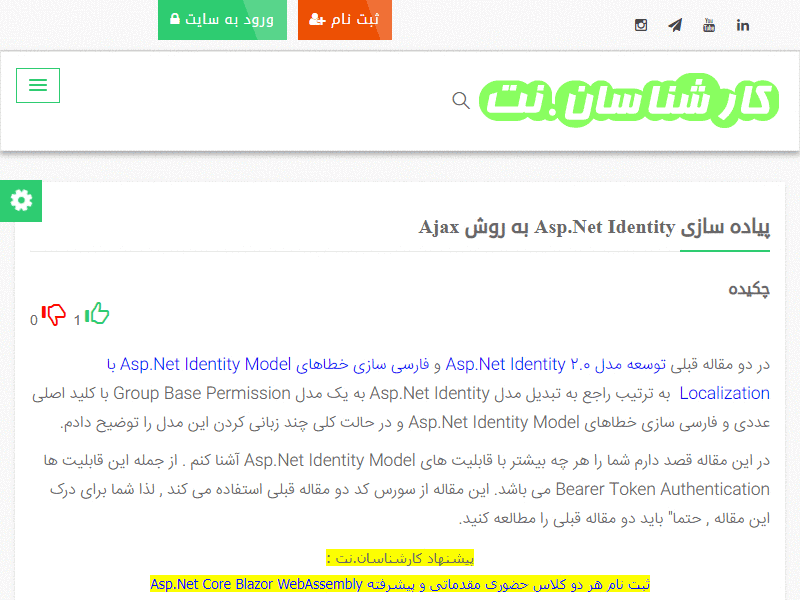 ثبت نام
ورود به سایت
کارشناسان.نت
پیاده سازی Asp.Net Identity به روش Ajax
چکیده
1
0
در دو مقاله قبلی توسعه مدل Asp.Net Identity ۲.۰ و فارسی سازی خطاهای Asp.Net Identity Model با
Localization به ترتیب راجع به تبدیل مدل Asp.Net Identity به یک مدل Group Base Permission با کلید اصلی
عددی و فارسی سازی خطاهای Asp.Net Identity Model و در حالت کلی چند زبانی کردن این مدل را توضیح دادم.
در این مقاله قصد دارم شما را هر چه بیشتر با قابلیت های Asp.Net Identity Model آشنا کنم . از جمله این قابلیت ها
Bearer Token Authentication می باشد. این مقاله از سورس کد دو مقاله قبلی استفاده می کند , لذا شما برای درک
این مقاله , حتما" باید دو مقاله قبلی را مطالعه کنید.
پیشنهاد کارشناسان.نت :
ثبت نام هر دو کلاس حضوری مقدماتی و پیشرفته Asp.Net Core Blazor WebAssembly